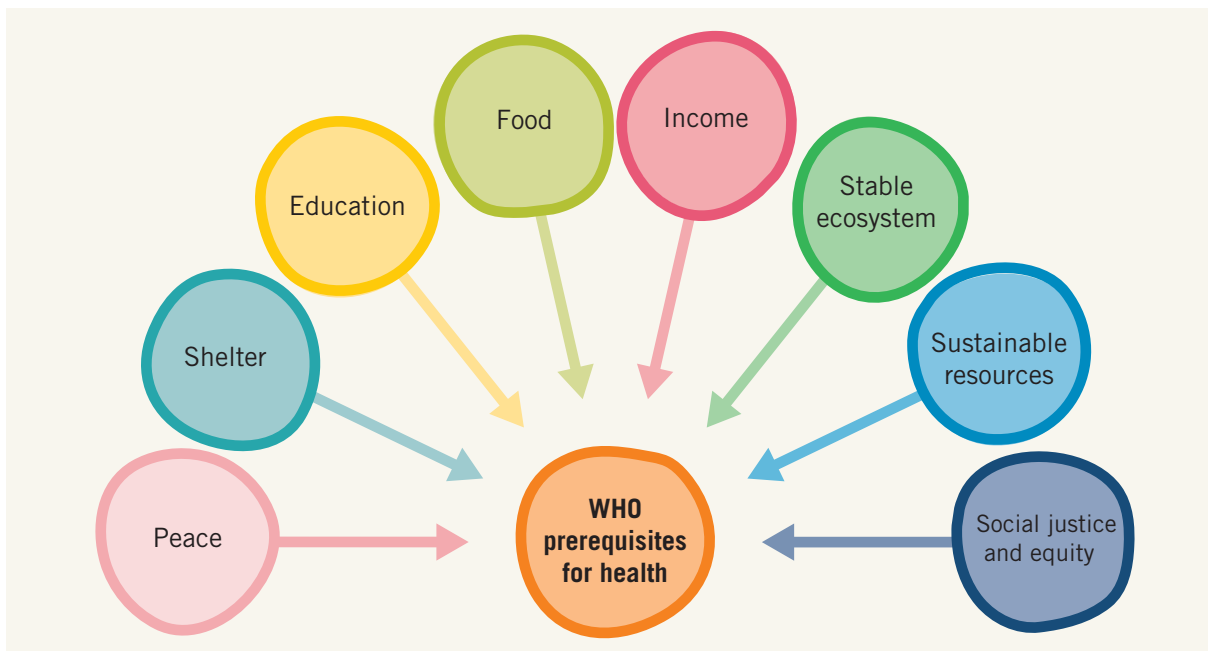 Food
Income
Education
Stable
ecosystem
Shelter
Sustainable
resources
Peace
WHO
prerequisites
for health
Social justice
and equity